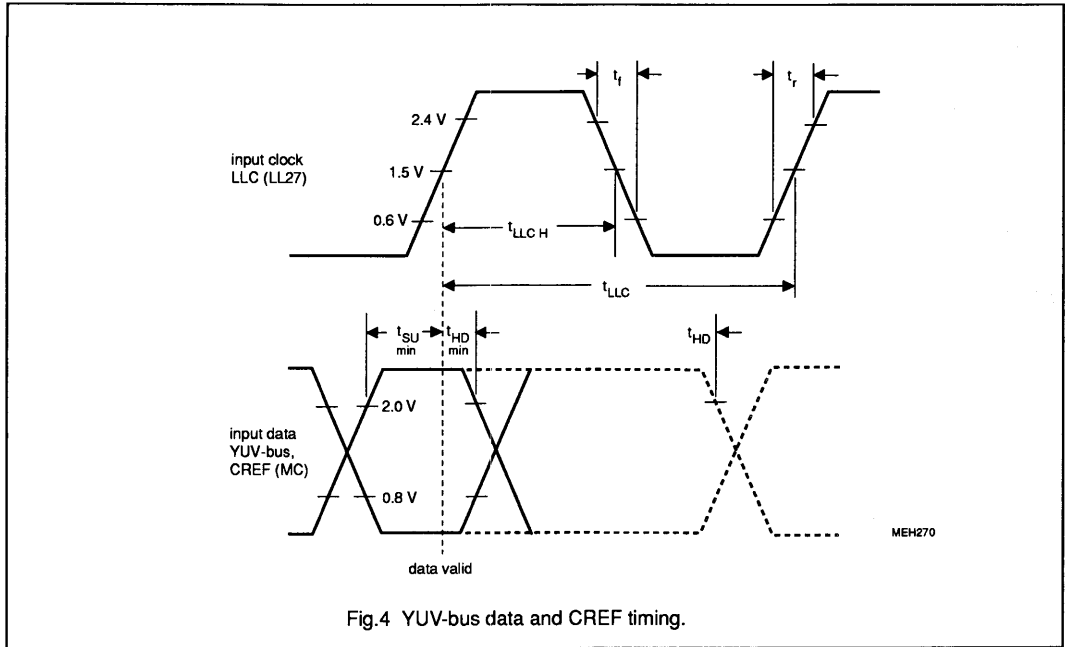 t_f
t_r
2.4 V
input clock
LLC (LL27)
1.5 V
0.6 V
t_LLC H
t_LLC
t_SU min
t_HD min
t_HD
2.0 V
input data
YUV-bus,
CREF (MC)
0.8 V
MEH270
data valid
Fig.4 YUV-bus data and CREF timing.